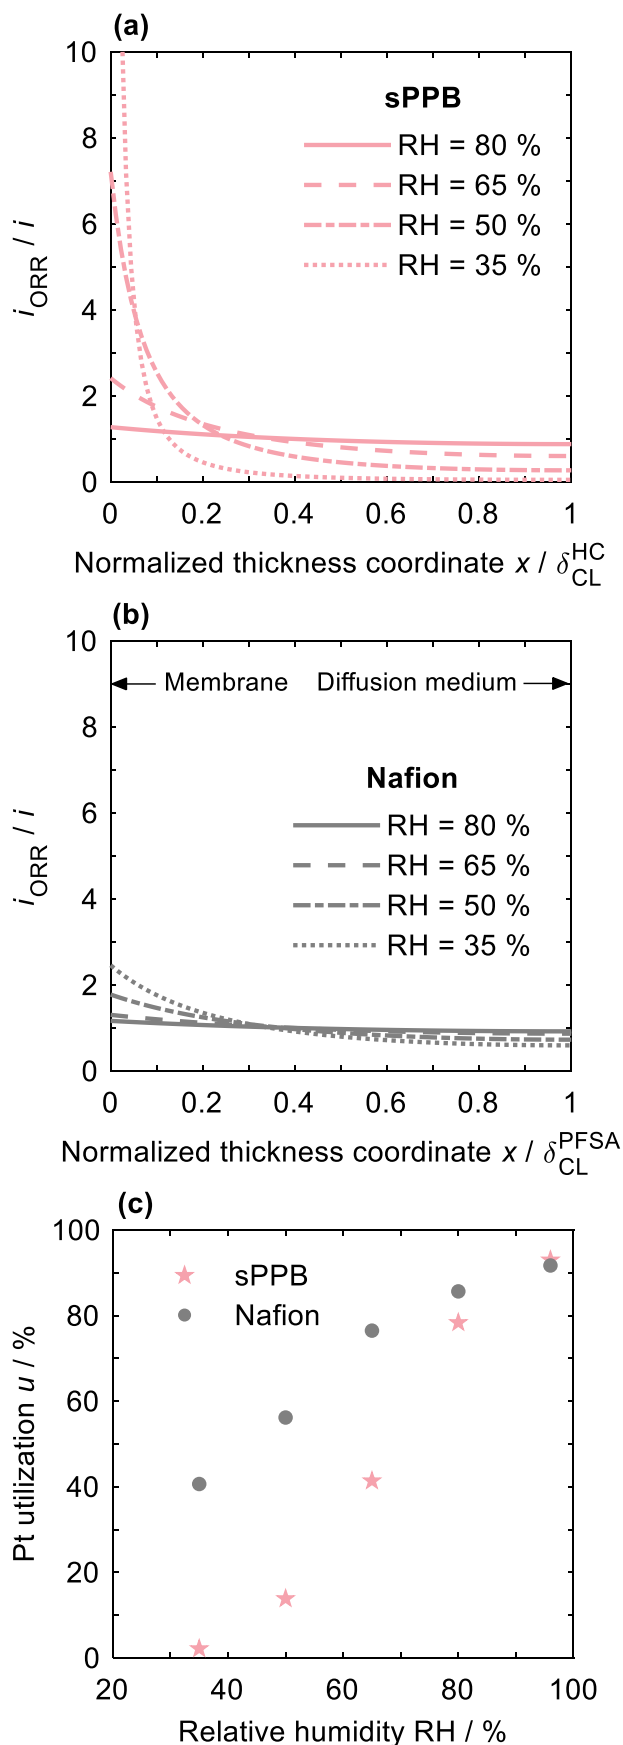 (a)
10
8
6
4
2
0
i_ORR / i
sPPB
RH = 80 %
RH = 65 %
RH = 50 %
RH = 35 %
0 0.2 0.4 0.6 0.8 1
Normalized thickness coordinate x / δ_CL^HC
(b)
10
8
6
4
2
0
i_ORR / i
Membrane Diffusion medium
Nafion
RH = 80 %
RH = 65 %
RH = 50 %
RH = 35 %
0 0.2 0.4 0.6 0.8 1
Normalized thickness coordinate x / δ_CL^PFSA
(c)
100
80
60
40
20
0
Pt utilization u / %
sPPB
Nafion
20 40 60 80 100
Relative humidity RH / %